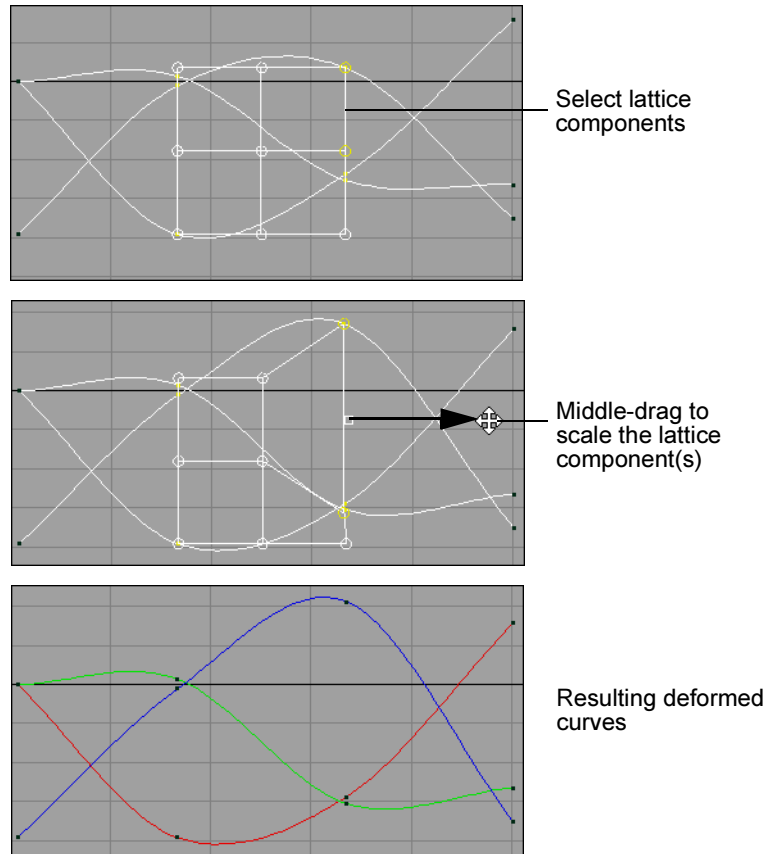 Select lattice
components
Middle-drag to
scale the lattice
component(s)
Resulting deformed
curves